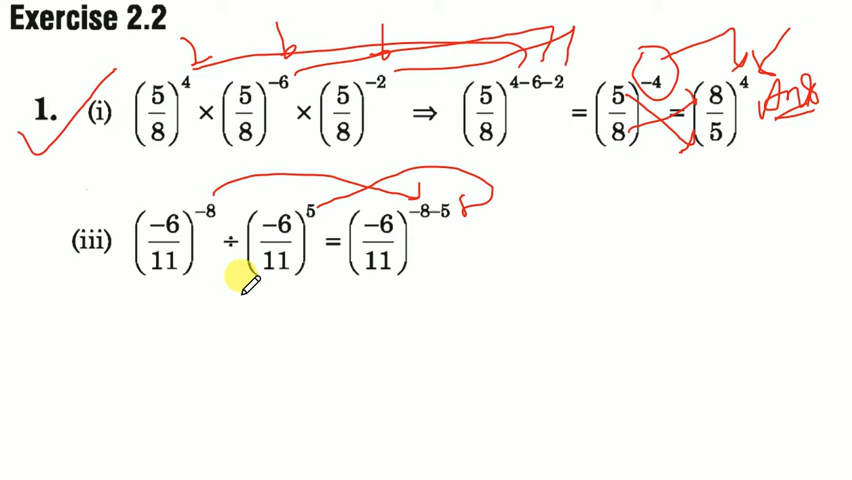 Exercise 2.2
1. (i) (5/8)^4 × (5/8)^−6 × (5/8)^−2 ⇒ (5/8)^4−6−2 = (5/8)^−4 = (8/5)^4 Ans
(iii) (−6/11)^−8 ÷ (−6/11)^5 = (−6/11)^−8−5